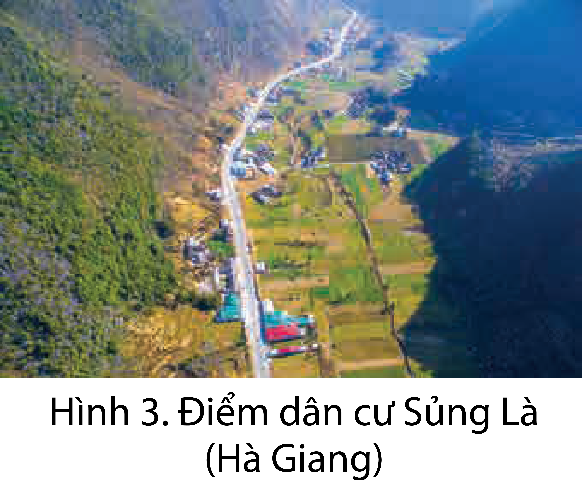 Hình 3. Điểm dân cư Sủng Là
(Hà Giang)